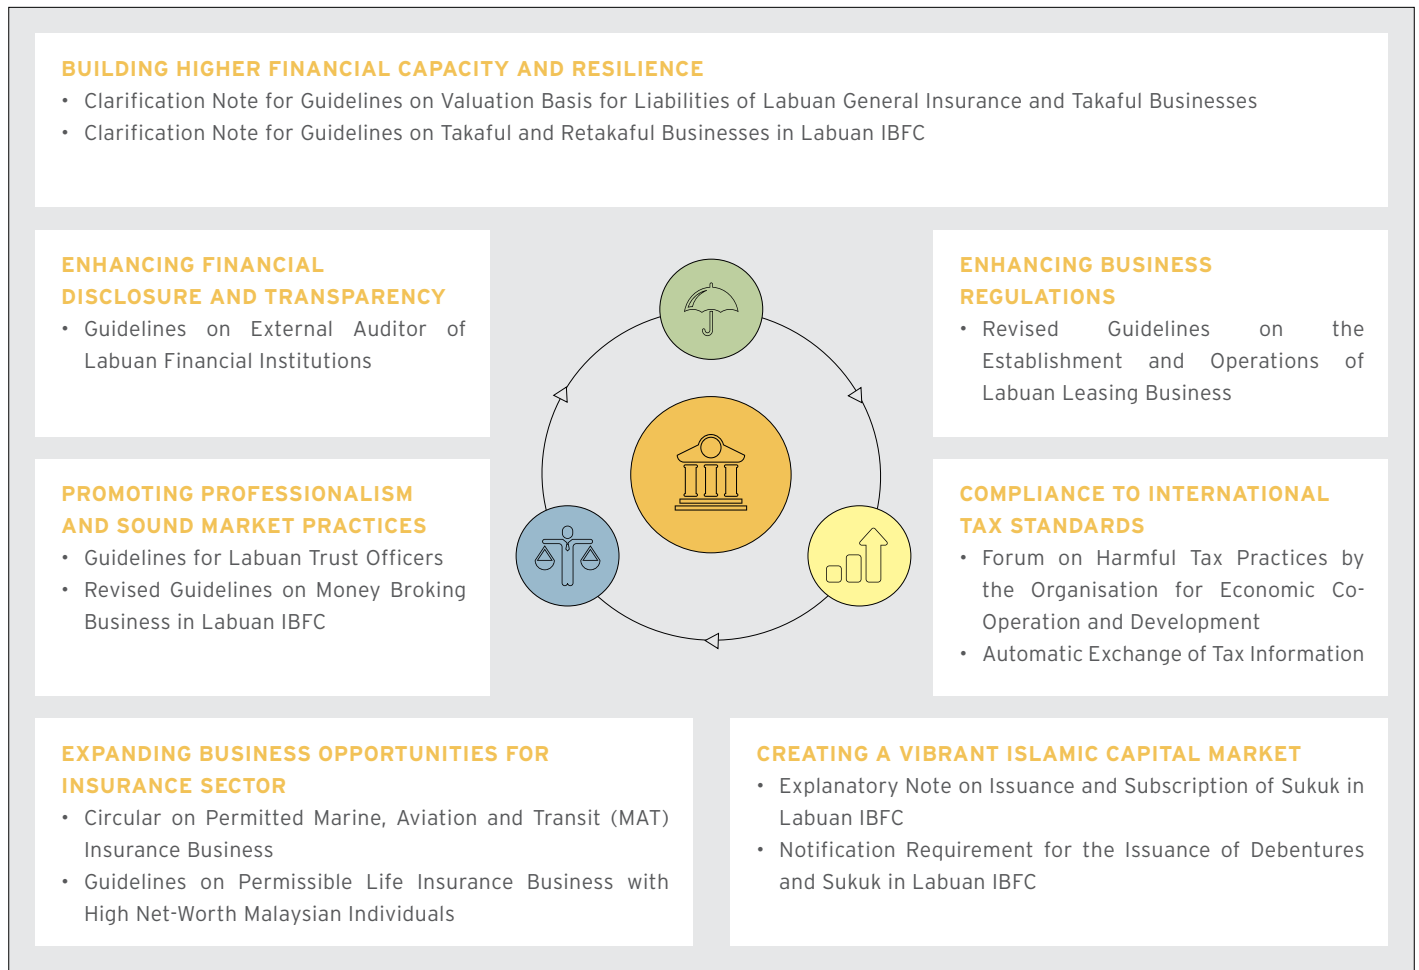 BUILDING HIGHER FINANCIAL CAPACITY AND RESILIENCE
• Clarification Note for Guidelines on Valuation Basis for Liabilities of Labuan General Insurance and Takaful Businesses
• Clarification Note for Guidelines on Takaful and Retakaful Businesses in Labuan IBFC
ENHANCING FINANCIAL
DISCLOSURE AND TRANSPARENCY
• Guidelines on External Auditor of
Labuan Financial Institutions
ENHANCING BUSINESS
REGULATIONS
• Revised Guidelines on the
Establishment and Operations of
Labuan Leasing Business
PROMOTING PROFESSIONALISM
AND SOUND MARKET PRACTICES
• Guidelines for Labuan Trust Officers
• Revised Guidelines on Money Broking
Business in Labuan IBFC
COMPLIANCE TO INTERNATIONAL
TAX STANDARDS
• Forum on Harmful Tax Practices by
the Organisation for Economic Co-
Operation and Development
• Automatic Exchange of Tax Information
EXPANDING BUSINESS OPPORTUNITIES FOR
INSURANCE SECTOR
• Circular on Permitted Marine, Aviation and Transit (MAT)
Insurance Business
• Guidelines on Permissible Life Insurance Business with
High Net-Worth Malaysian Individuals
CREATING A VIBRANT ISLAMIC CAPITAL MARKET
• Explanatory Note on Issuance and Subscription of Sukuk in
Labuan IBFC
• Notification Requirement for the Issuance of Debentures
and Sukuk in Labuan IBFC